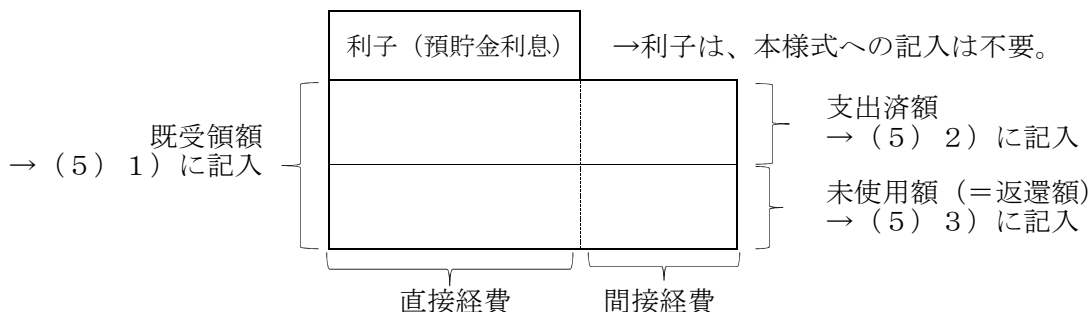 利子（預貯金利息）
→利子は、本様式への記入は不要。
既受領額
→（５）１）に記入
支出済額
→（５）２）に記入
未使用額（＝返還額）
→（５）３）に記入
直接経費
間接経費